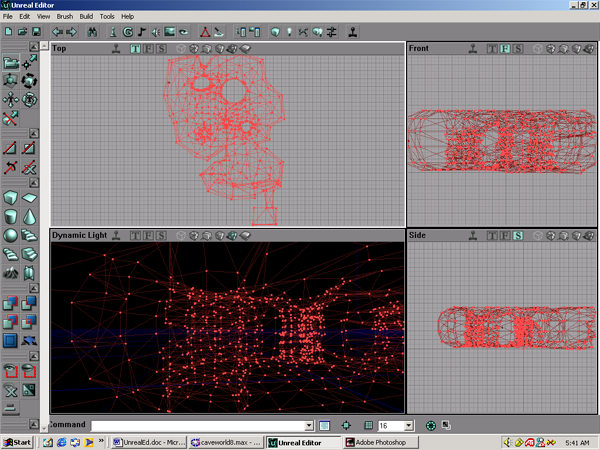 Unreal Editor
File Edit View Brush Build Tools Help
Top
T F S
Front
T F S
Dynamic Light
T F S
Side
T F S
Command
16
Start
UnrealEd.doc - Micr...
caveworld8.max - ...
Unreal Editor
Adobe Photoshop
5:41 AM